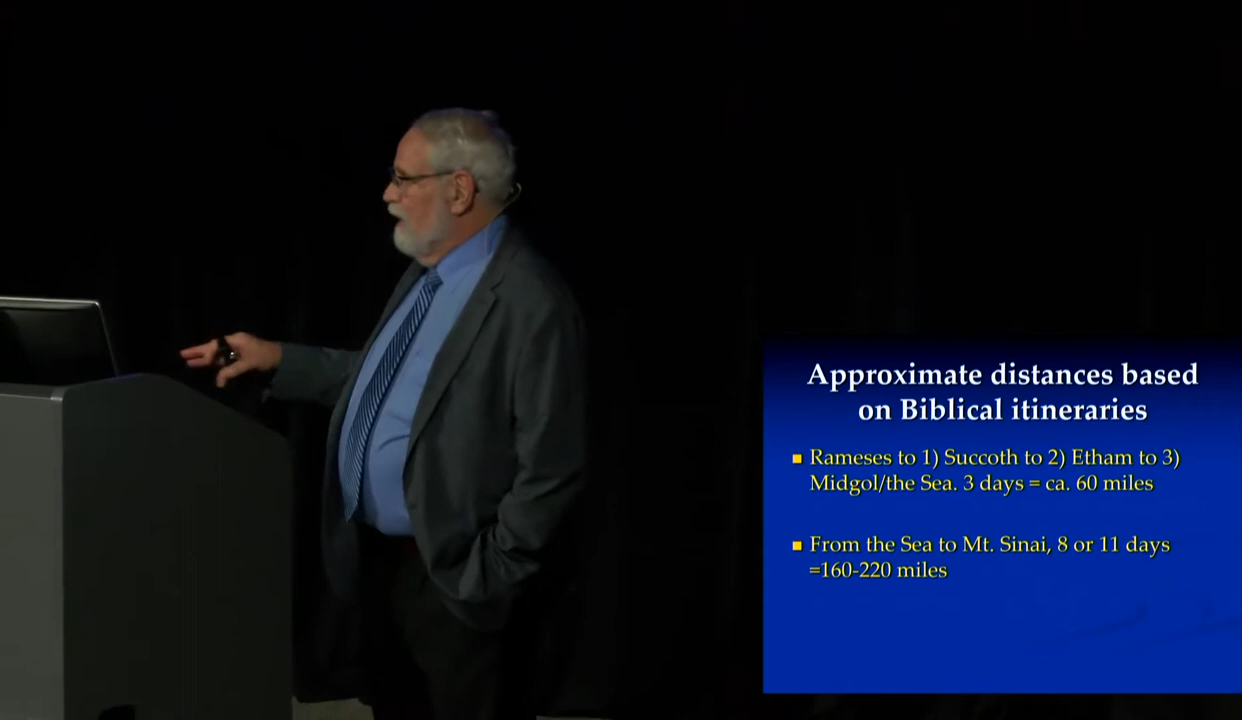 Approximate distances based
on Biblical itineraries
Rameses to 1) Succoth to 2) Etham to 3)
Midgol/the Sea. 3 days = ca. 60 miles
From the Sea to Mt. Sinai, 8 or 11 days
=160-220 miles